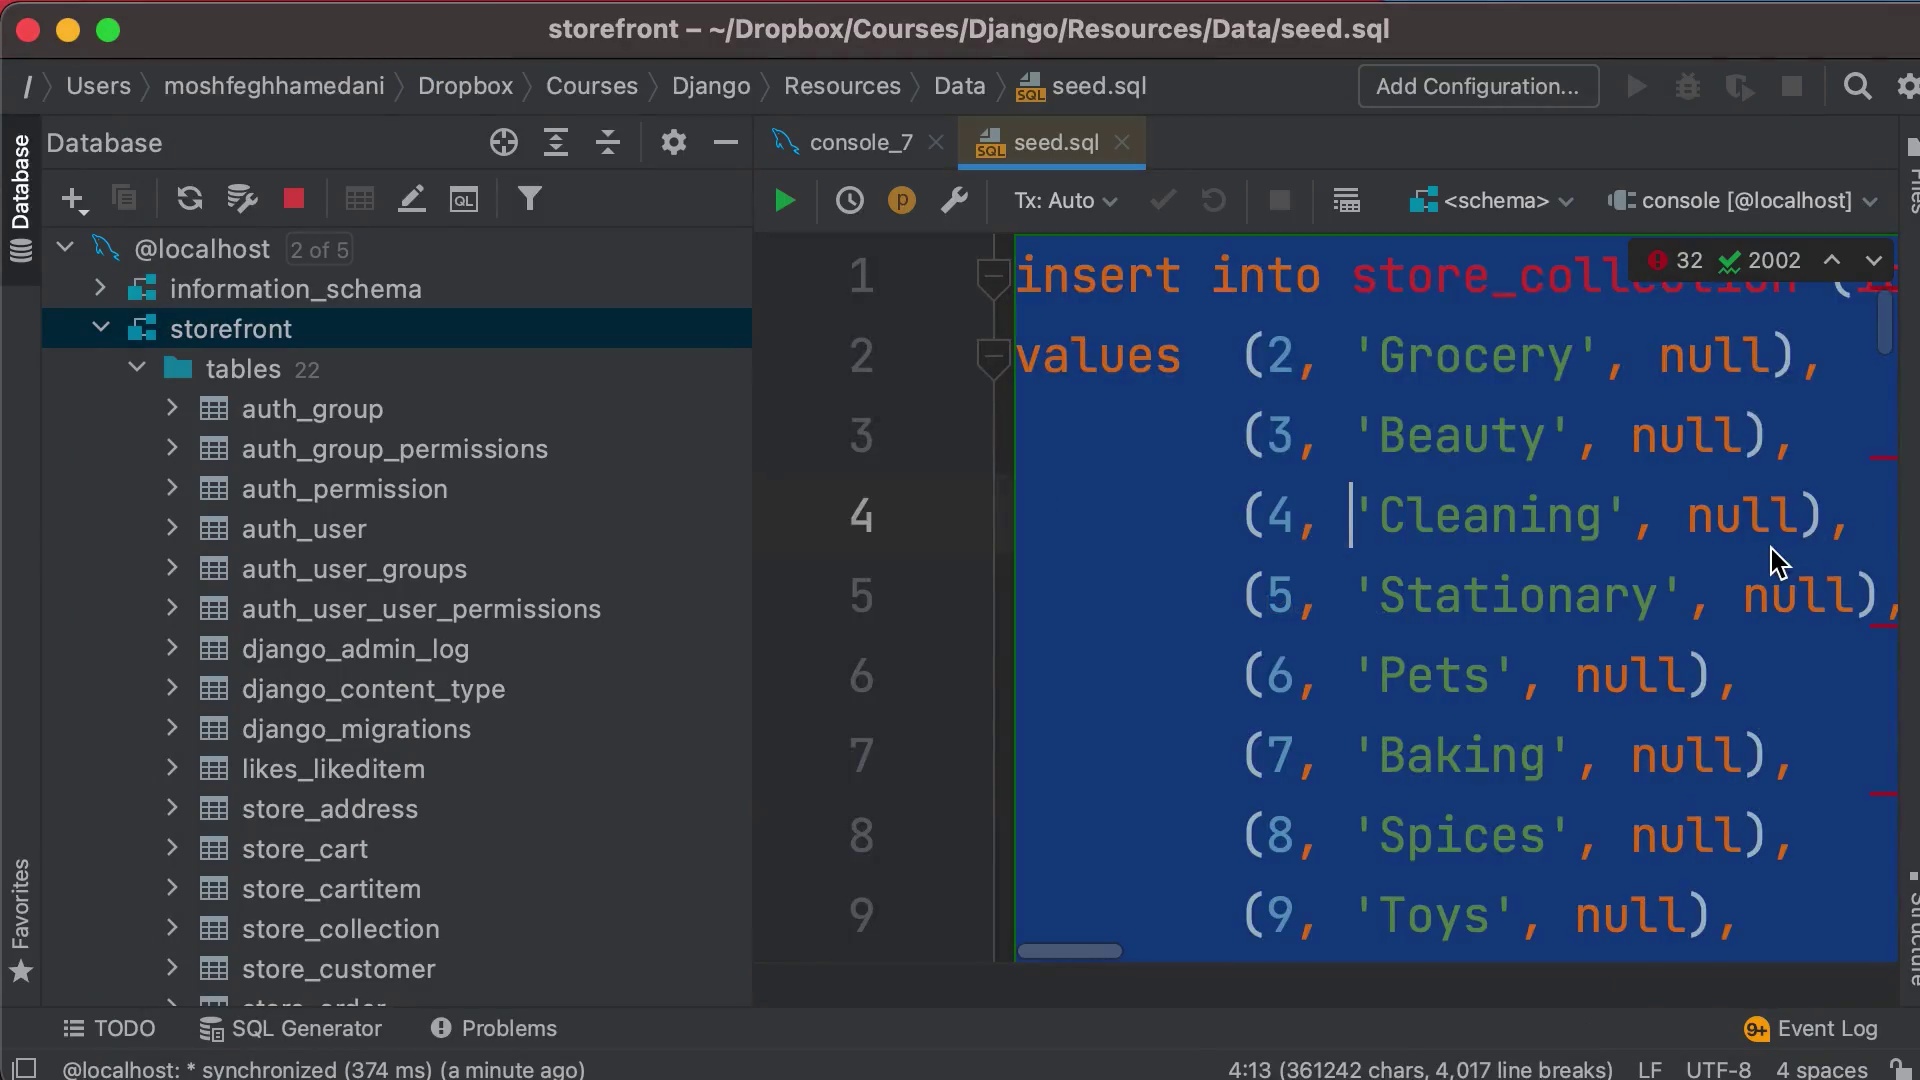 storefront – ~/Dropbox/Courses/Django/Resources/Data/seed.sql
/ Users moshfeghhamedani Dropbox Courses Django Resources Data seed.sql Add Configuration...
Database
Database
console_7
seed.sql
Files
Tx: Auto <schema> console [@localhost]
@localhost 2 of 5
information_schema
storefront
tables 22
auth_group
auth_group_permissions
auth_permission
auth_user
auth_user_groups
auth_user_user_permissions
django_admin_log
django_content_type
django_migrations
likes_likeditem
store_address
store_cart
store_cartitem
store_collection
store_customer
store_order
32 2002
1 insert into store_collection (
2 values (2, 'Grocery', null),
3 (3, 'Beauty', null),
4 (4, 'Cleaning', null),
5 (5, 'Stationary', null),
6 (6, 'Pets', null),
7 (7, 'Baking', null),
8 (8, 'Spices', null),
9 (9, 'Toys', null),
Favorites
Structure
TODO SQL Generator Problems 9+ Event Log
@localhost: * synchronized (374 ms) (a minute ago) 4:13 (361242 chars, 4,017 line breaks) LF UTF-8 4 spaces